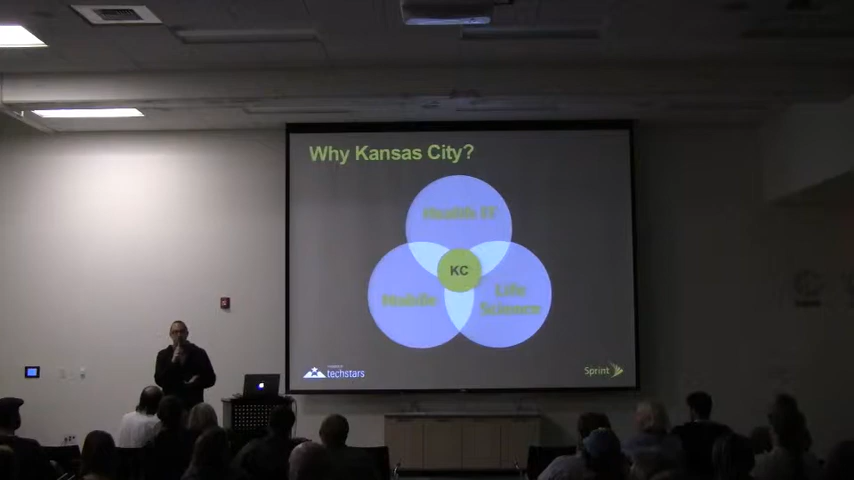 Why Kansas City?
Health IT
KC
Mobile
Life
Science
techstars
Sprint